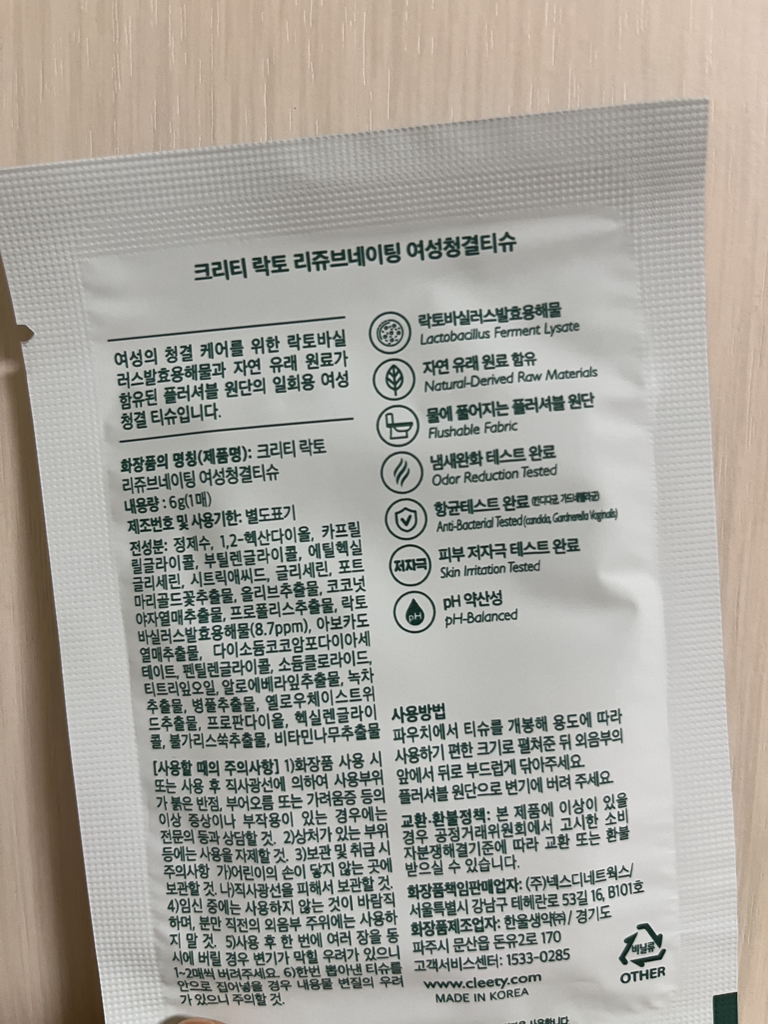 크리티 락토 리쥬브네이팅 여성청결티슈
여성의 청결 케어를 위한 락토바실
러스발효용해물과 자연 유래 원료가
함유된 플러셔블 원단의 일회용 여성
청결 티슈입니다.
화장품의 명칭(제품명): 크리티 락토
리쥬브네이팅 여성청결티슈
내용량 : 6g(1매)
제조번호 및 사용기한: 별도표기
전성분: 정제수, 1,2-헥산다이올, 카프릴
릴글라이콜, 부틸렌글라이콜, 에틸헥실
글리세린, 시트릭애씨드, 글리세린, 포트
마리골드꽃추출물, 올리브추출물, 코코넛
야자열매추출물, 프로폴리스추출물, 락토
바실러스발효용해물(8.7ppm), 아보카도
열매추출물, 다이소듐코코암포다이아세
테이트, 펜틸렌글라이콜, 소듐클로라이드,
티트리잎오일, 알로에베라잎추출물, 녹차
추출물, 병풀추출물, 옐로우체이스트위
드추출물, 프로판다이올, 헥실렌글라이
콜, 불가리스쑥추출물, 비타민나무추출물
[사용할 때의 주의사항] 1)화장품 사용 시
또는 사용 후 직사광선에 의하여 사용부위
가 붉은 반점, 부어오름 또는 가려움증 등의
이상 증상이나 부작용이 있는 경우에는
전문의 등과 상담할 것. 2)상처가 있는 부위
등에는 사용을 자제할 것. 3)보관 및 취급 시
주의사항 가)어린이의 손이 닿지 않는 곳에
보관할 것. 나)직사광선을 피해서 보관할 것.
4)임신 중에는 사용하지 않는 것이 바람직
하며, 분만 직전의 외음부 주위에는 사용하
지 말 것. 5)사용 후 한 번에 여러 장을 동
시에 버릴 경우 변기가 막힐 우려가 있으니
1~2매씩 버려주세요. 6)한번 뽑아낸 티슈를
안으로 집어넣을 경우 내용물 변질의 우려
가 있으니 주의할 것.
락토바실러스발효용해물
Lactobacillus Ferment Lysate
자연 유래 원료 함유
Natural-Derived Raw Materials
물에 풀어지는 플러셔블 원단
Flushable Fabric
냄새완화 테스트 완료
Odor Reduction Tested
항균테스트 완료 (칸디다균, 가드네렐라균)
Anti-Bacterial Tested (candida, Gardnerella Vaginalis)
저자극
피부 저자극 테스트 완료
Skin Irritation Tested
pH
pH 약산성
pH-Balanced
사용방법
파우치에서 티슈를 개봉해 용도에 따라
사용하기 편한 크기로 펼쳐준 뒤 외음부의
앞에서 뒤로 부드럽게 닦아주세요.
플러셔블 원단으로 변기에 버려 주세요.
교환·환불정책: 본 제품에 이상이 있을
경우 공정거래위원회에서 고시한 소비
자분쟁해결기준에 따라 교환 또는 환불
받으실 수 있습니다.
화장품책임판매업자: (주)넥스디네트웍스/
서울특별시 강남구 테헤란로 53길 16, B101호
화장품제조업자: 한울생약㈜/ 경기도
파주시 문산읍 돈유2로 170
고객서비스센터: 1533-0285
www.cleety.com
MADE IN KOREA
비닐류
OTHER